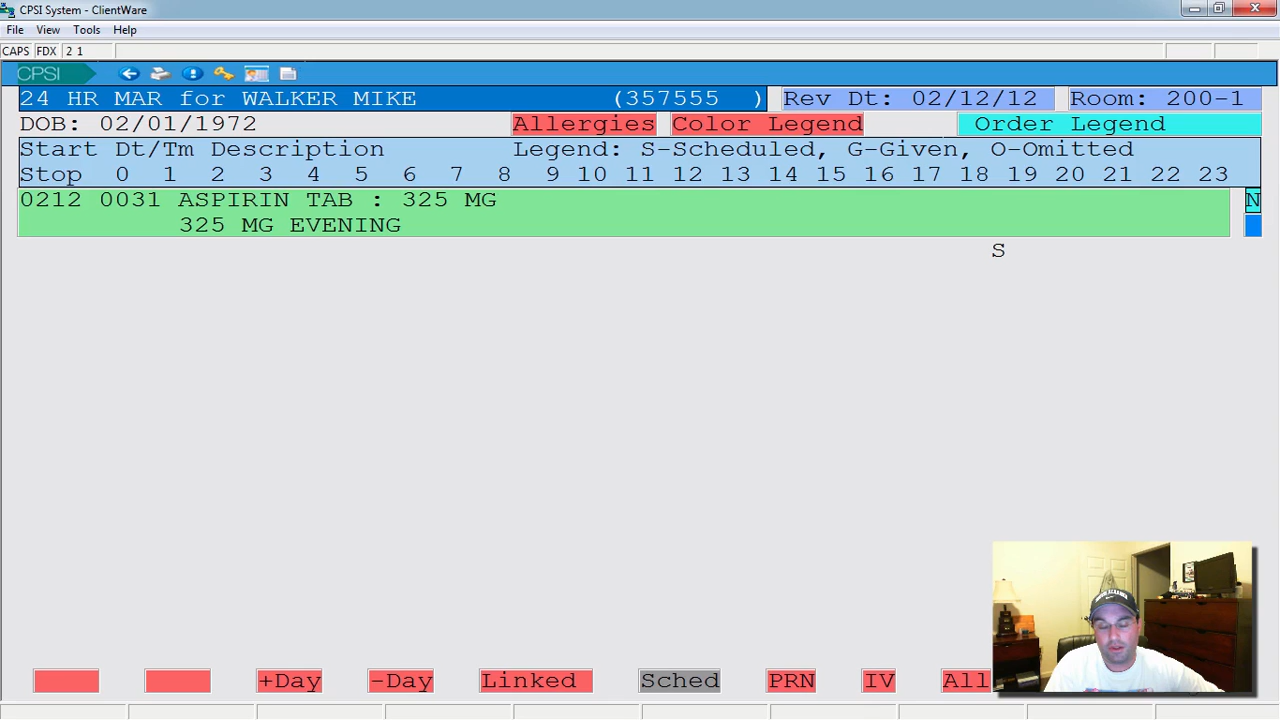 CPSI System - ClientWare
File View Tools Help
CAPS FDX 2 1
CPSI
24 HR MAR for WALKER MIKE (357555 ) Rev Dt: 02/12/12 Room: 200-1
DOB: 02/01/1972 Allergies Color Legend Order Legend
Start Dt/Tm Description Legend: S-Scheduled, G-Given, O-Omitted
Stop 0 1 2 3 4 5 6 7 8 9 10 11 12 13 14 15 16 17 18 19 20 21 22 23
0212 0031 ASPIRIN TAB : 325 MG N
325 MG EVENING
S
+Day -Day Linked Sched PRN IV All